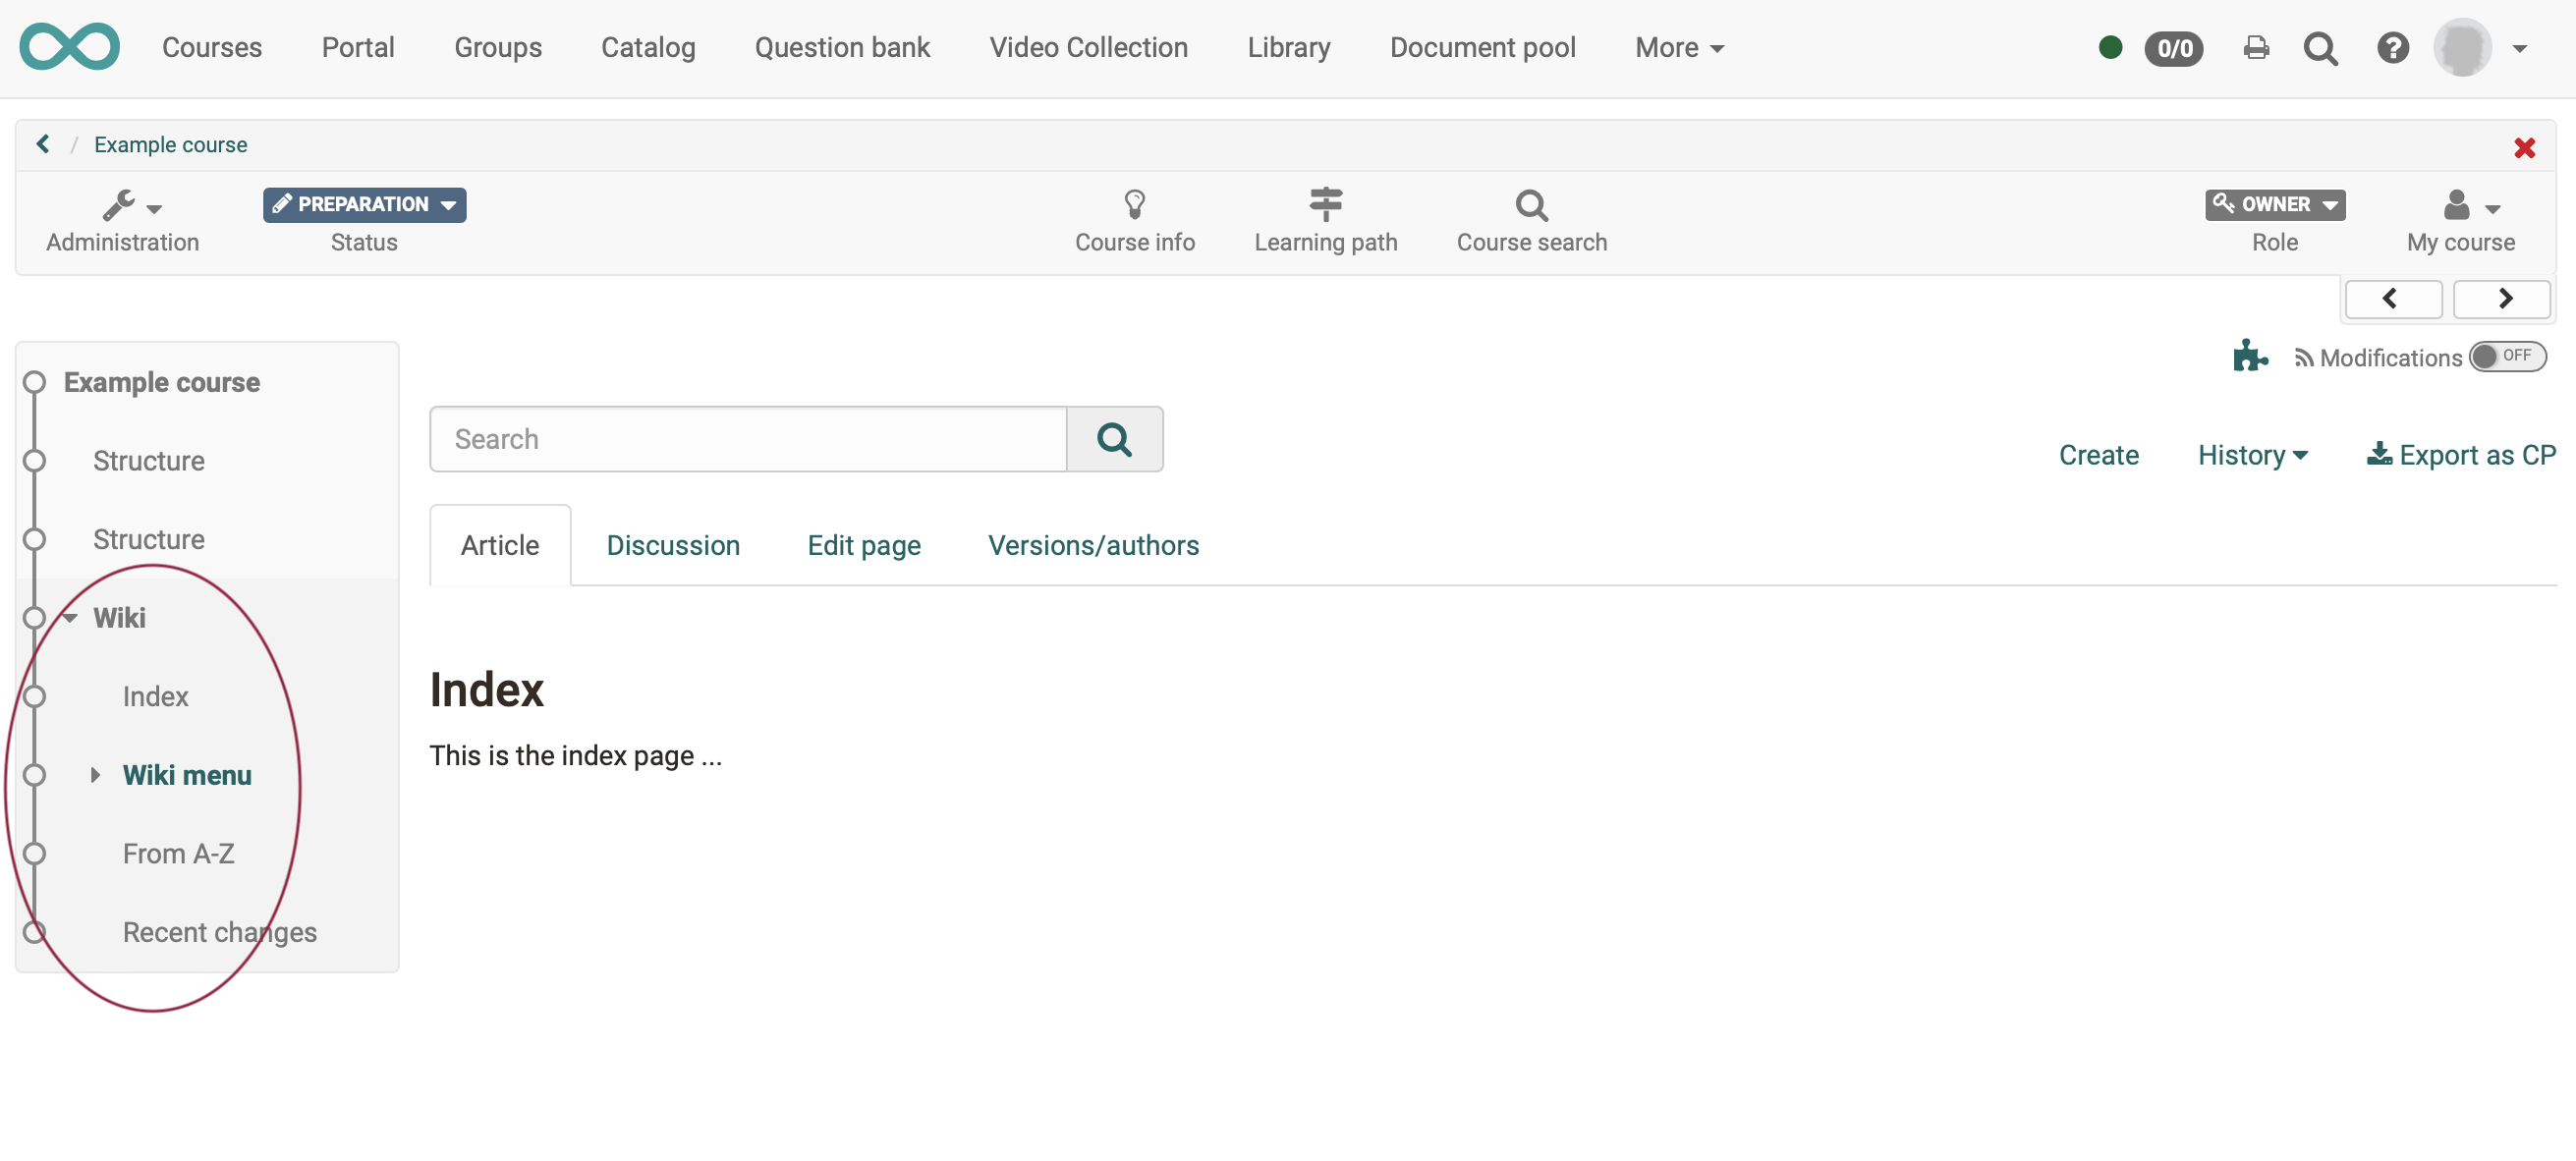 Courses Portal Groups Catalog Question bank Video Collection Library Document pool More 0/0
Example course
PREPARATION OWNER
Administration Status Course info Learning path Course search Role My course
Modifications OFF
Example course
Structure
Structure
Wiki
Index
Wiki menu
From A-Z
Recent changes
Search
Create History Export as CP
Article Discussion Edit page Versions/authors
Index
This is the index page ...